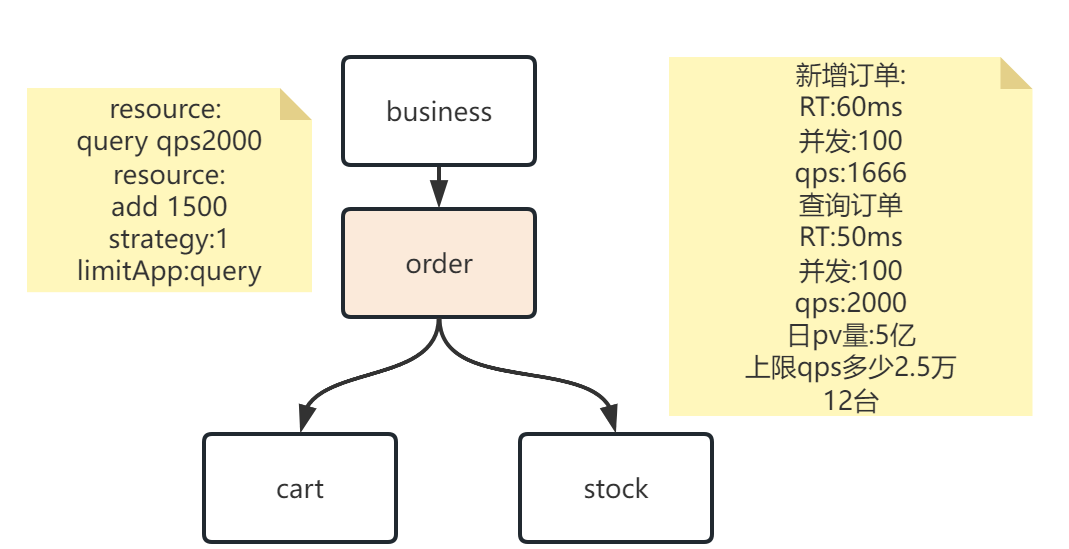 resource:
query qps2000
resource:
add 1500
strategy:1
limitApp:query
business
order
cart
stock
新增订单:
RT:60ms
并发:100
qps:1666
查询订单
RT:50ms
并发:100
qps:2000
日pv量:5亿
上限qps多少2.5万
12台